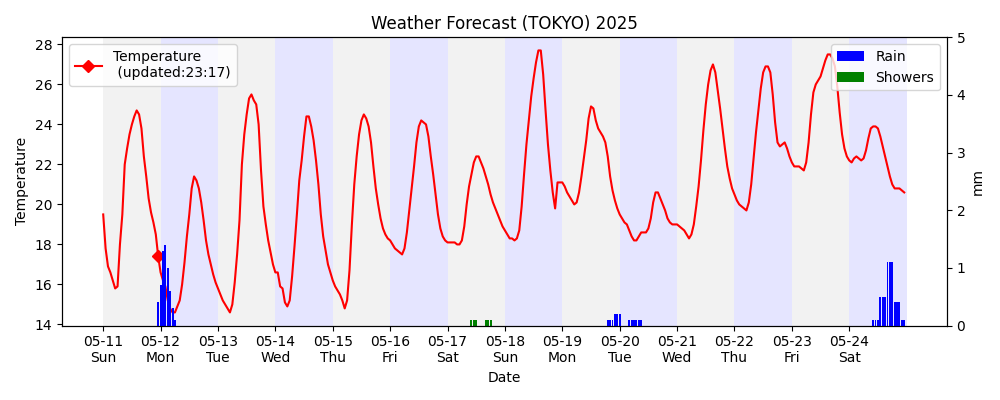 Weather Forecast (TOKYO) 2025
Temperature
(updated:23:17)
Rain
Showers
28
26
24
22
20
18
16
14
Temperature
5
4
3
2
1
0
mm
05-11 05-12 05-13 05-14 05-15 05-16 05-17 05-18 05-19 05-20 05-21 05-22 05-23 05-24
Sun Mon Tue Wed Thu Fri Sat Sun Mon Tue Wed Thu Fri Sat
Date